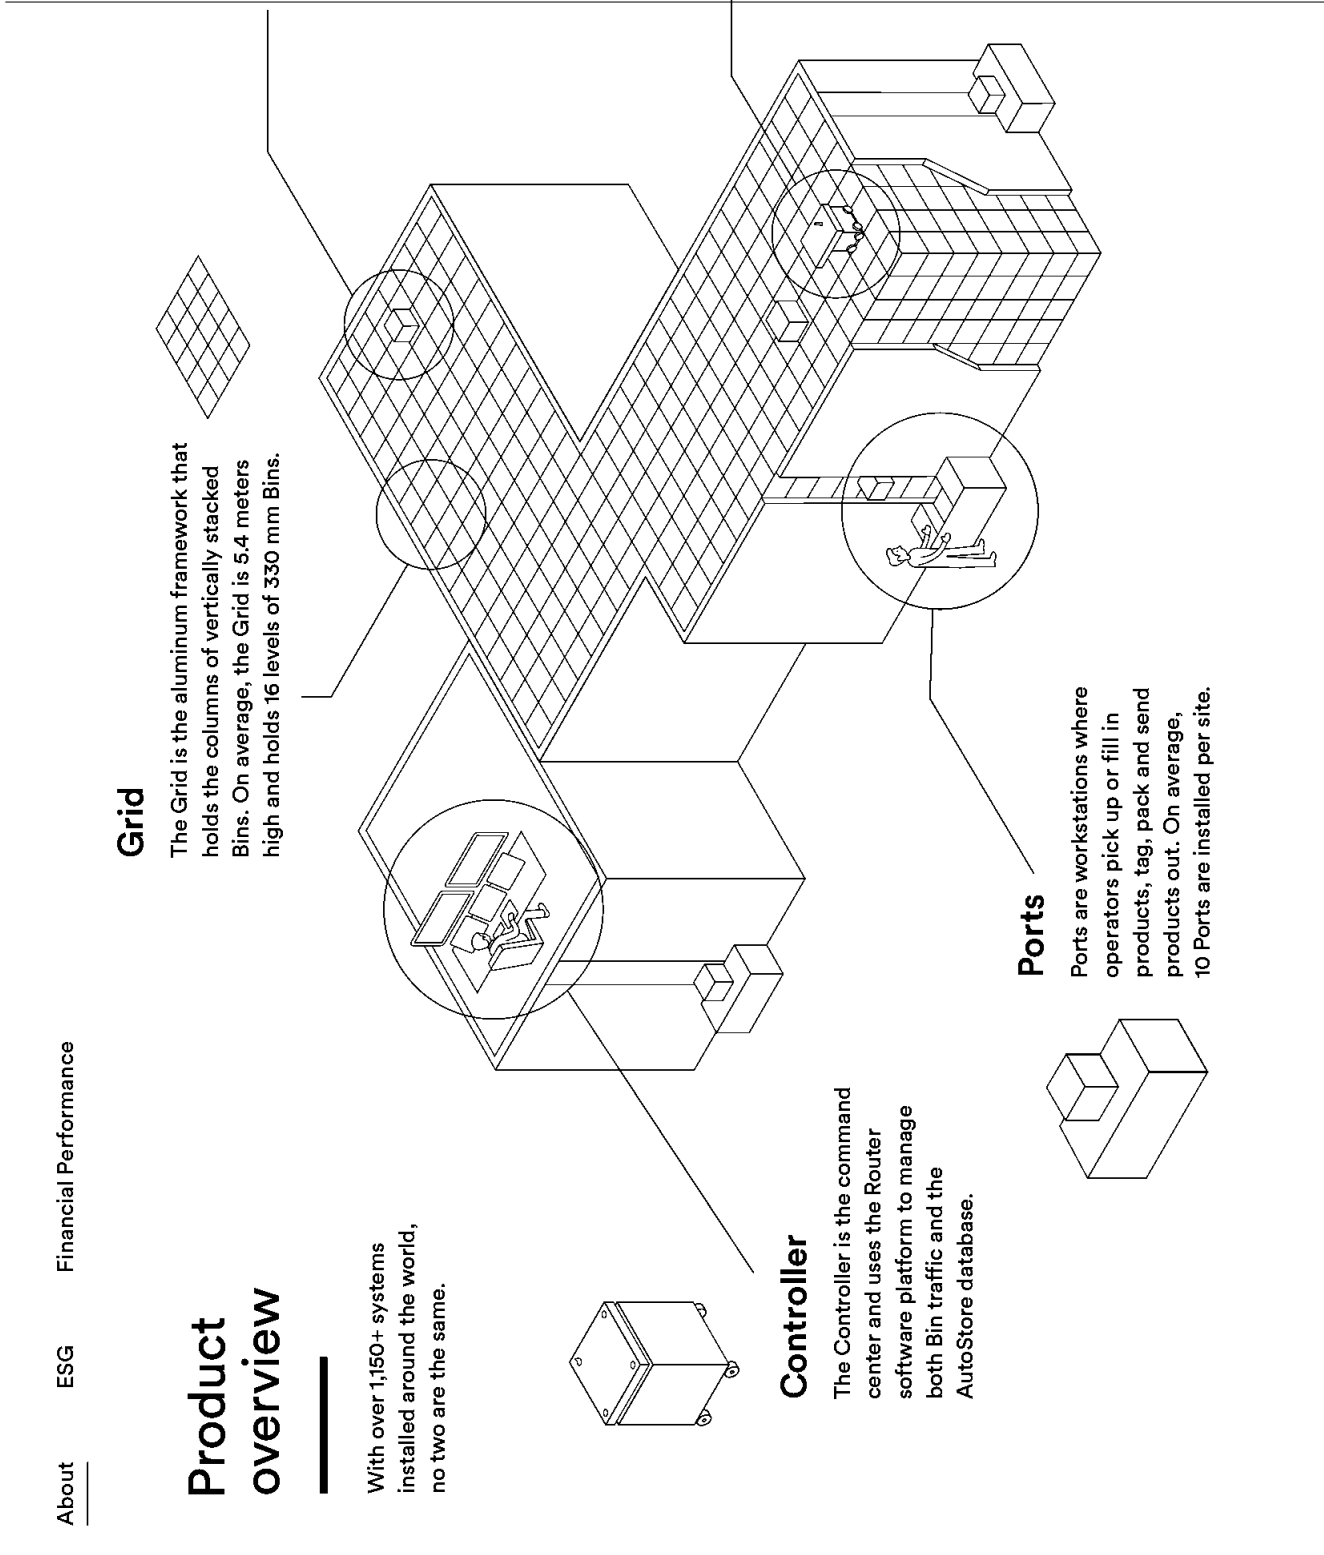 About
ESG
Financial Performance
Product
overview
With over 1,150+ systems
installed around the world,
no two are the same.
Grid
The Grid is the aluminum framework that
holds the columns of vertically stacked
Bins. On average, the Grid is 5.4 meters
high and holds 16 levels of 330 mm Bins.
Controller
The Controller is the command
center and uses the Router
software platform to manage
both Bin traffic and the
AutoStore database.
Ports
Ports are workstations where
operators pick up or fill in
products, tag, pack and send
products out. On average,
10 Ports are installed per site.